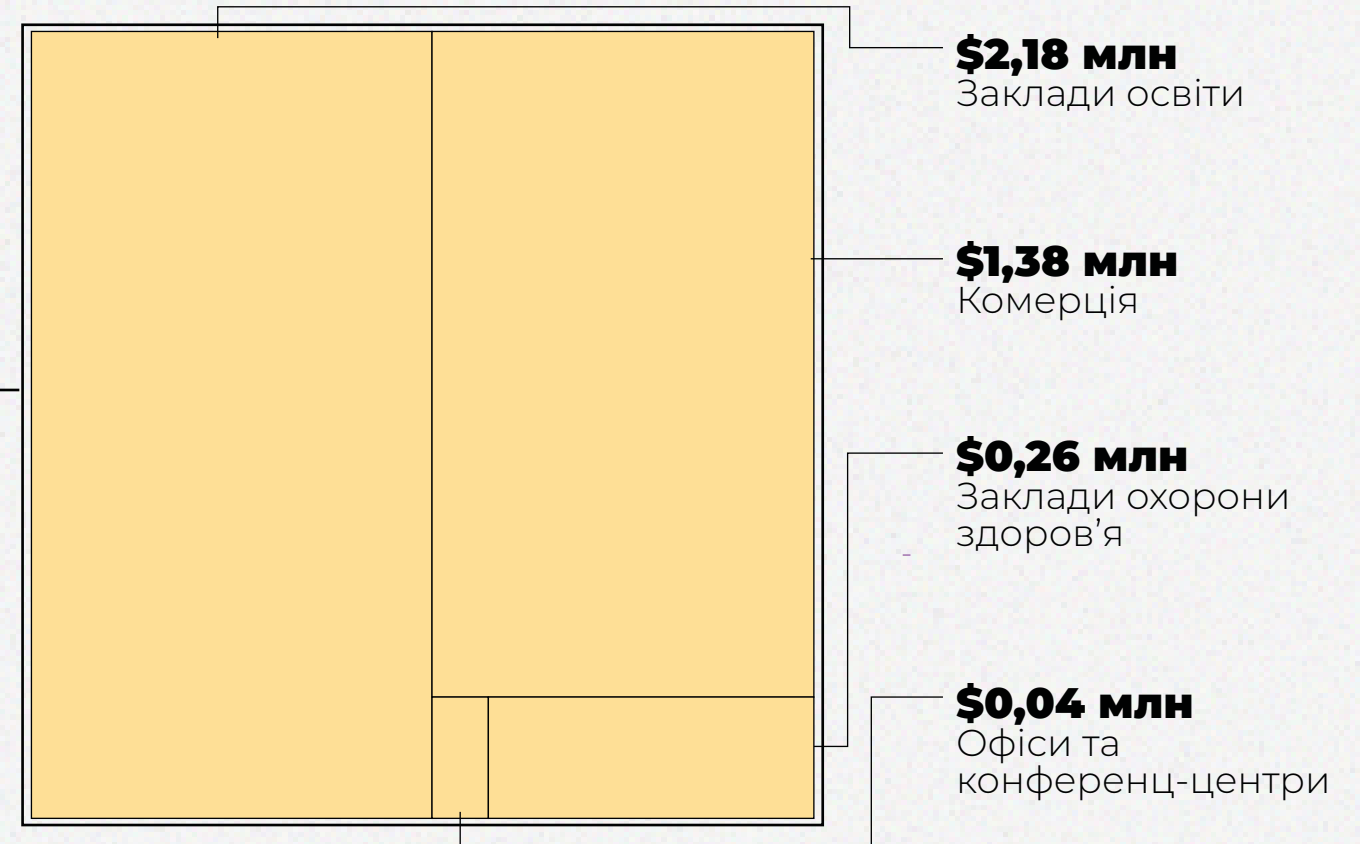 $2,18 млн
Заклади освіти
$1,38 млн
Комерція
$0,26 млн
Заклади охорони
здоров’я
$0,04 млн
Офіси та
конференц-центри